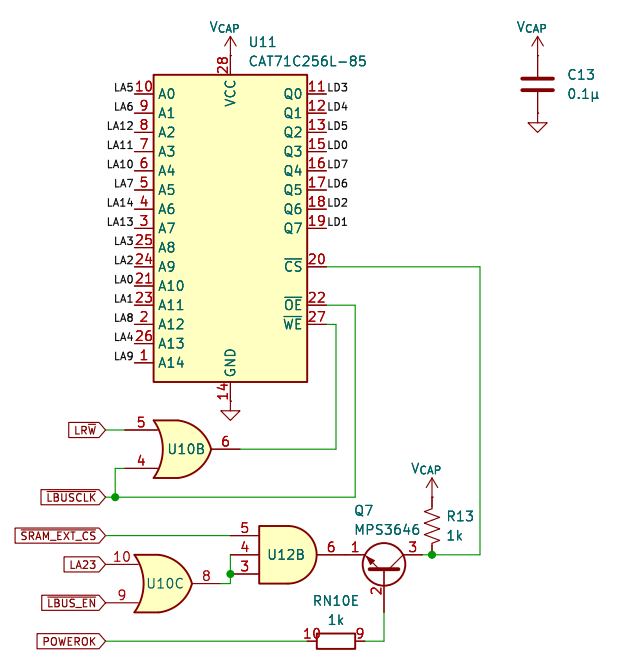 VCAP
U11
CAT71C256L-85
28
VCC
LA5 10 A0 Q0 11 LD3
LA6 9 A1 Q1 12 LD4
LA12 8 A2 Q2 13 LD5
LA11 7 A3 Q3 15 LD0
LA10 6 A4 Q4 16 LD7
LA7 5 A5 Q5 17 LD6
LA14 4 A6 Q6 18 LD2
LA13 3 A7 Q7 19 LD1
LA3 25 A8
LA2 24 A9 CS 20
LA0 21 A10
LA1 23 A11 OE 22
LA8 2 A12 WE 27
LA4 26 A13
LA9 1 A14
GND
14
VCAP
C13
0.1µ
LRW 5
U10B 6
4
LBUSCLK
VCAP
Q7
MPS3646
R13
1k
SRAM_EXT_CS 5
4
3
U12B 6
1 3
2
LA23 10
U10C 8
LBUS_EN 9
RN10E
1k
POWEROK 10 9